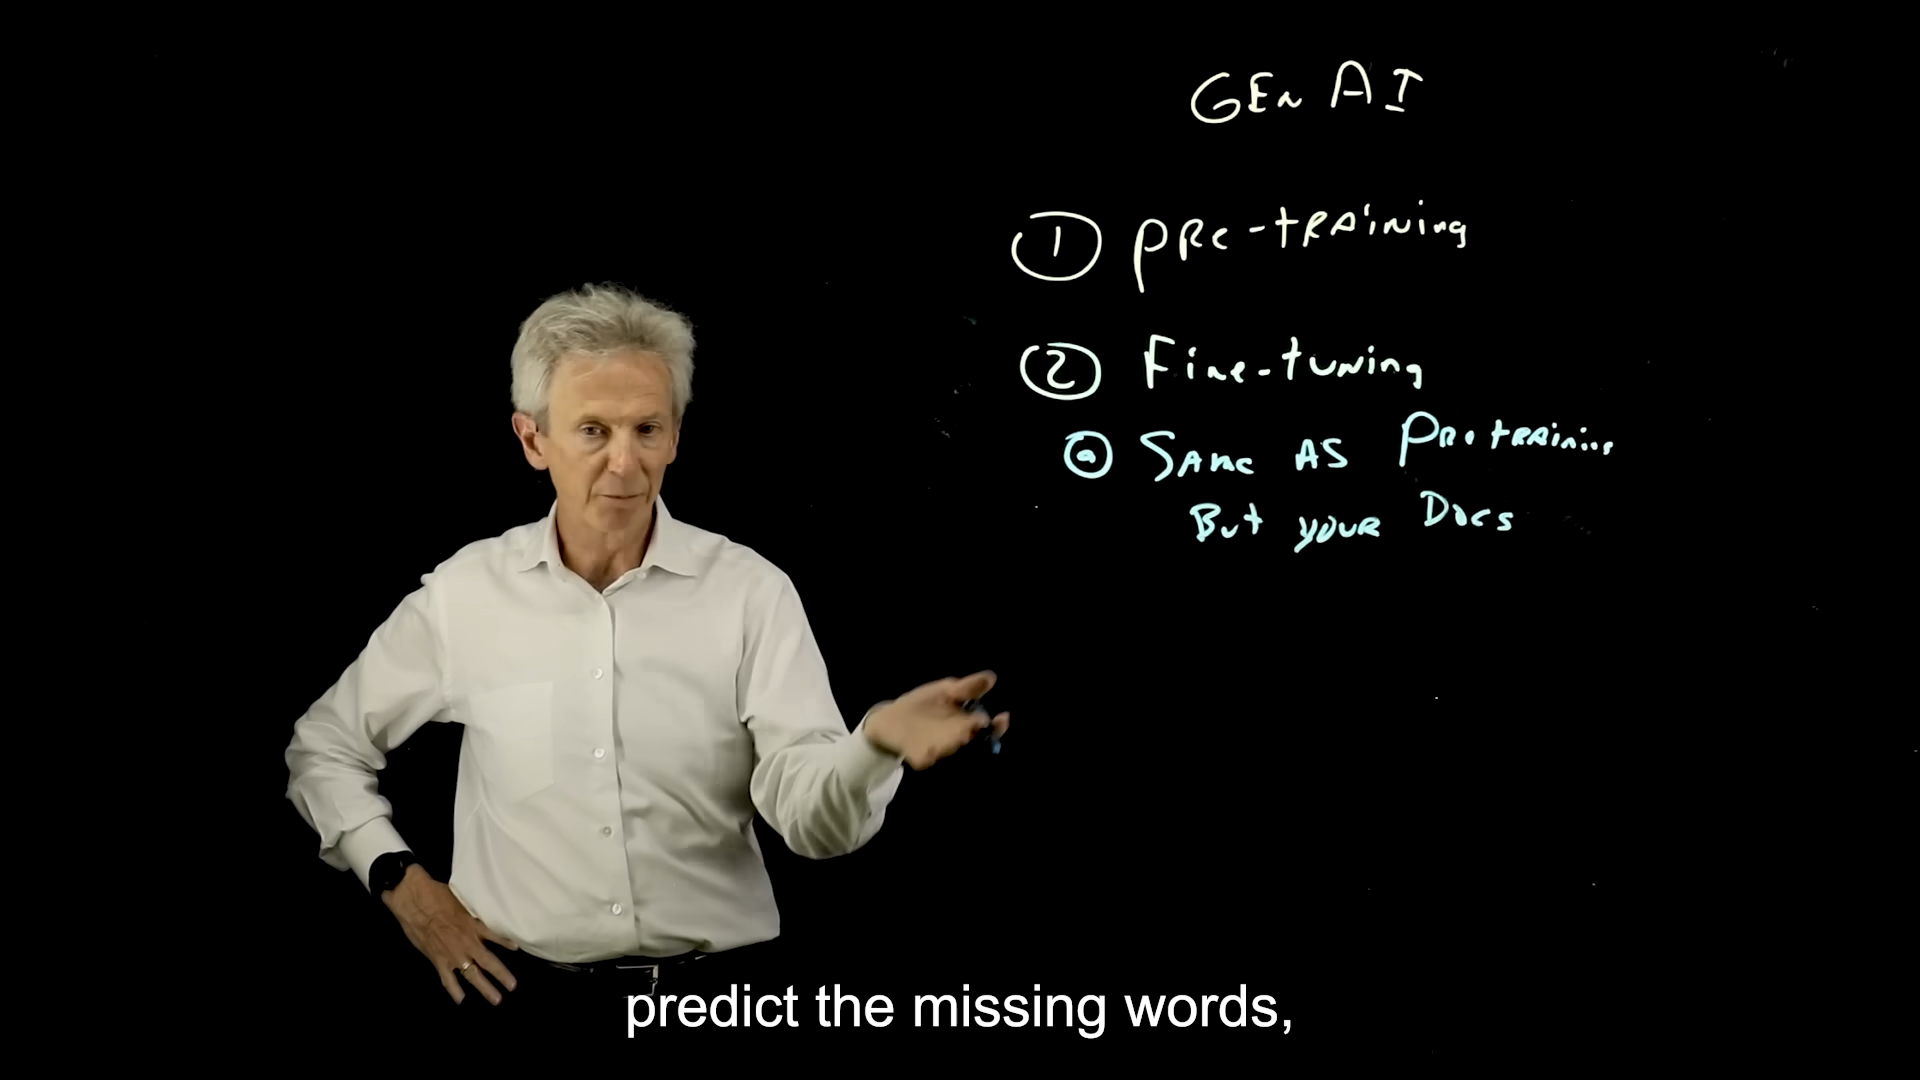 GEn AI
1 PRe-tRAining
2 Fine-tuning
a SAme AS PRetRAining
But youR Docs
predict the missing words,